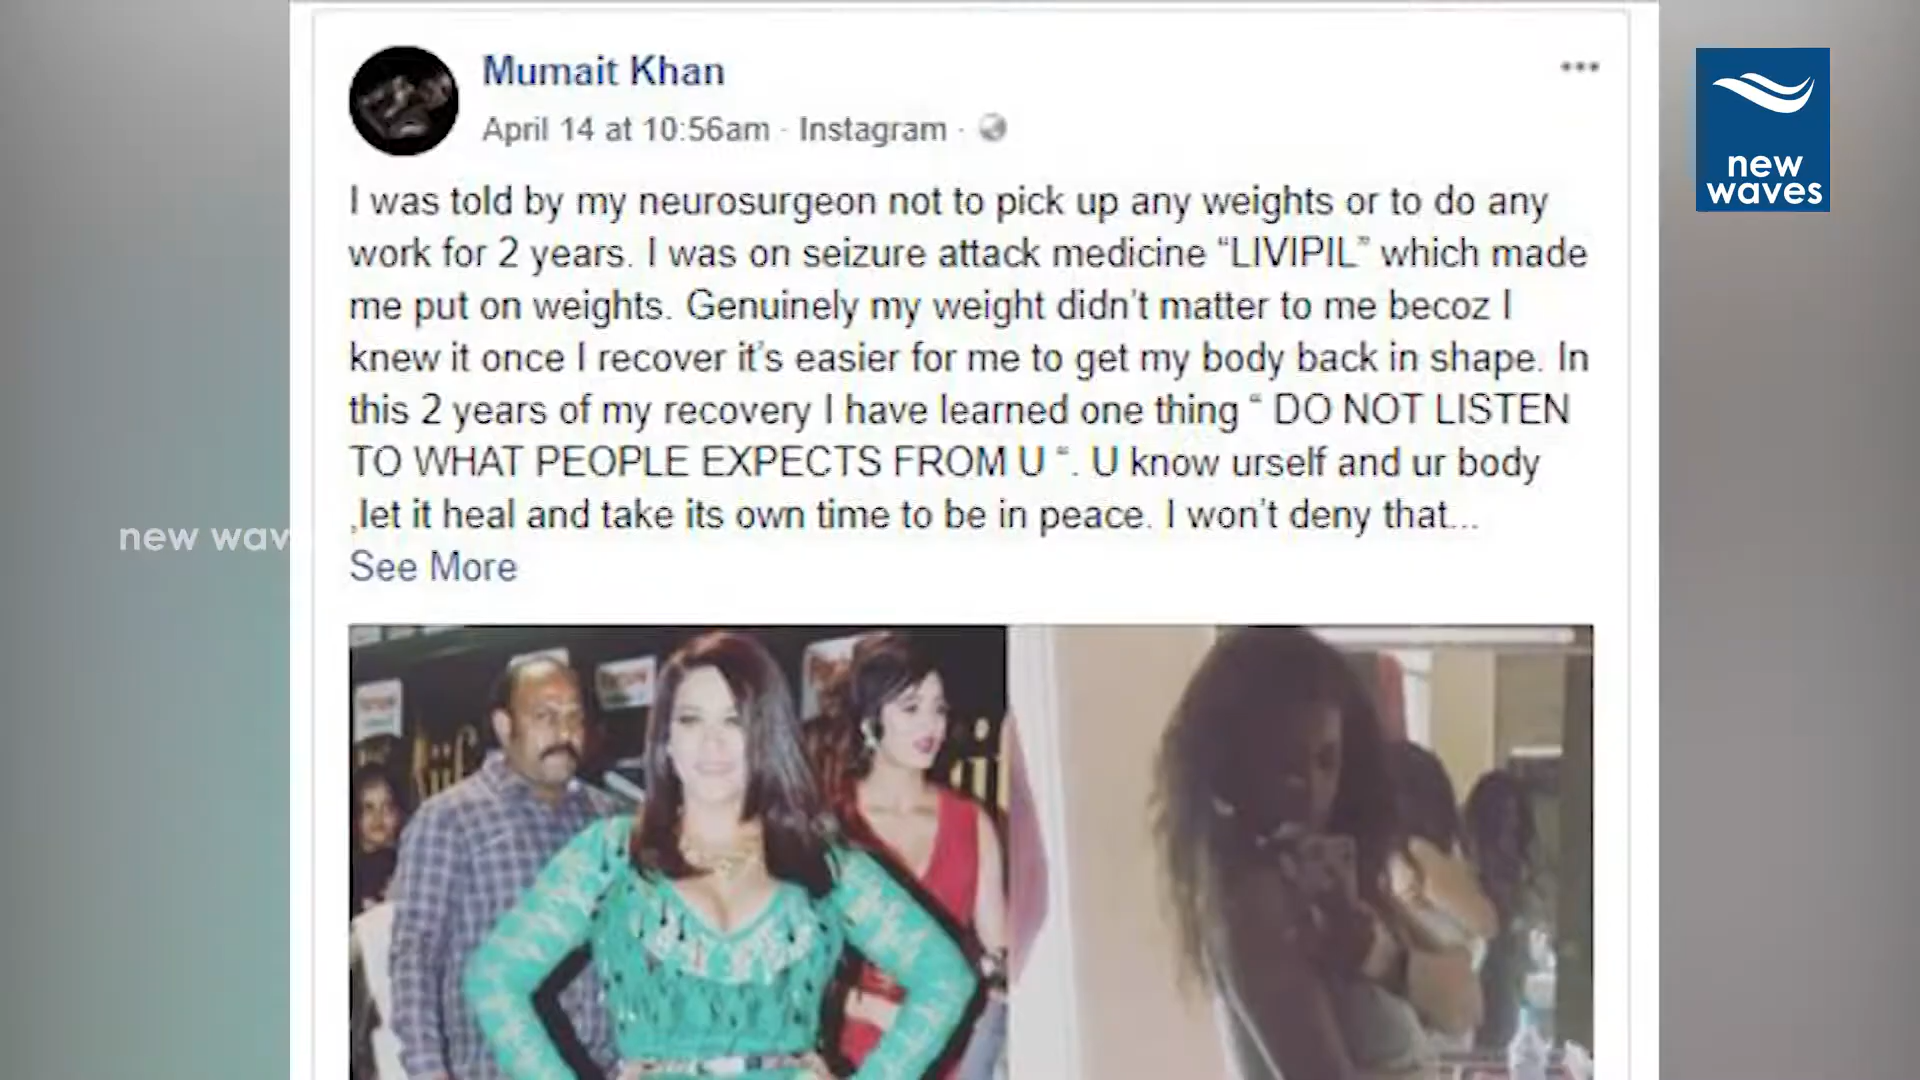 Mumait Khan
April 14 at 10:56am · Instagram ·
I was told by my neurosurgeon not to pick up any weights or to do any
work for 2 years. I was on seizure attack medicine “LIVIPIL” which made
me put on weights. Genuinely my weight didn’t matter to me becoz I
knew it once I recover it’s easier for me to get my body back in shape. In
this 2 years of my recovery I have learned one thing “ DO NOT LISTEN
TO WHAT PEOPLE EXPECTS FROM U “. U know urself and ur body
,let it heal and take its own time to be in peace. I won’t deny that...
See More
new
waves
new wav